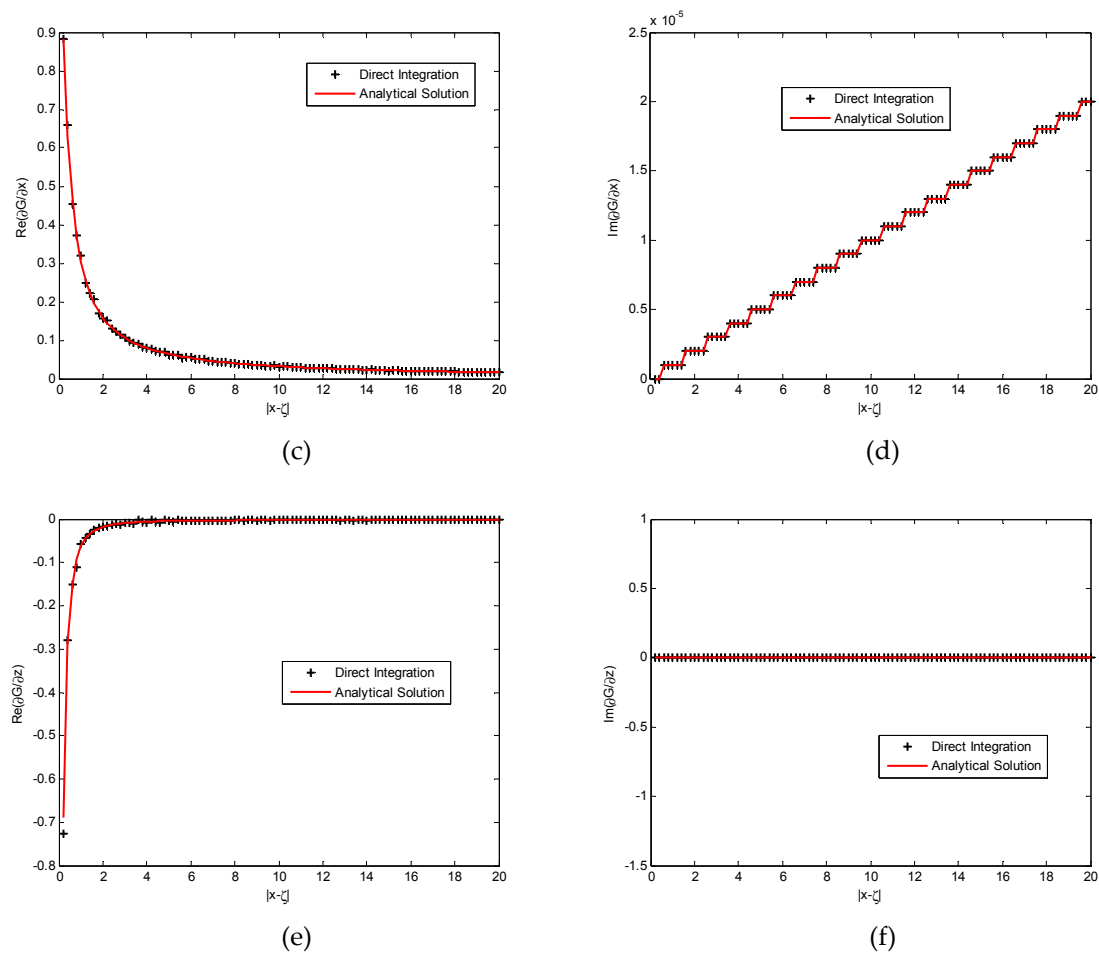 0.9
0.8
0.7
0.6
0.5
0.4
0.3
0.2
0.1
0
Re(∂G/∂x)
+ Direct Integration
Analytical Solution
0 2 4 6 8 10 12 14 16 18 20
|x-ζ|
(c)
x 10⁻⁵
2.5
2
1.5
1
0.5
0
Im(∂G/∂x)
+ Direct Integration
Analytical Solution
0 2 4 6 8 10 12 14 16 18 20
|x-ζ|
(d)
0
-0.1
-0.2
-0.3
-0.4
-0.5
-0.6
-0.7
-0.8
Re(∂G/∂z)
+ Direct Integration
Analytical Solution
0 2 4 6 8 10 12 14 16 18 20
|x-ζ|
(e)
1
0.5
0
-0.5
-1
-1.5
Im(∂G/∂z)
+ Direct Integration
Analytical Solution
0 2 4 6 8 10 12 14 16 18 20
|x-ζ|
(f)